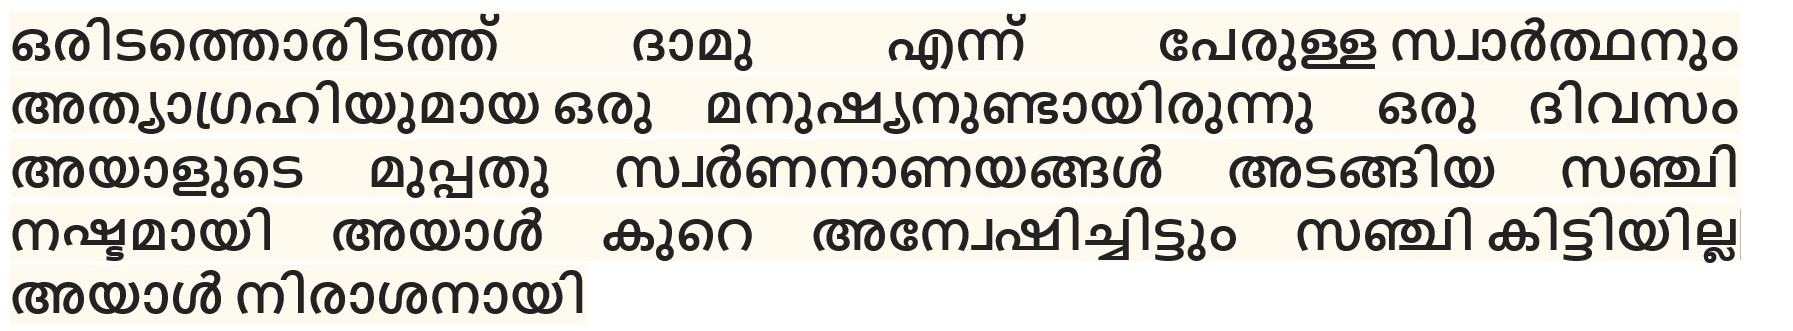 ഒരിടത്തൊരിടത്ത് ദാമു എന്ന് പേരുള്ള സ്വാർത്ഥനും
അത്യാഗ്രഹിയുമായ ഒരു മനുഷ്യനുണ്ടായിരുന്നു ഒരു ദിവസം
അയാളുടെ മുപ്പതു സ്വർണനാണയങ്ങൾ അടങ്ങിയ സഞ്ചി
നഷ്ടമായി അയാൾ കുറെ അന്വേഷിച്ചിട്ടും സഞ്ചി കിട്ടിയില്ല
അയാൾ നിരാശനായി